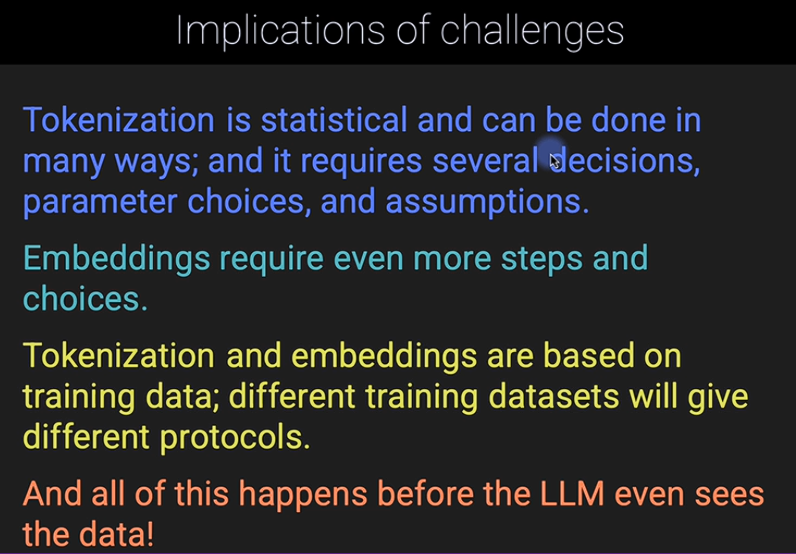 Implications of challenges
Tokenization is statistical and can be done in
many ways; and it requires several decisions,
parameter choices, and assumptions.
Embeddings require even more steps and
choices.
Tokenization and embeddings are based on
training data; different training datasets will give
different protocols.
And all of this happens before the LLM even sees
the data!